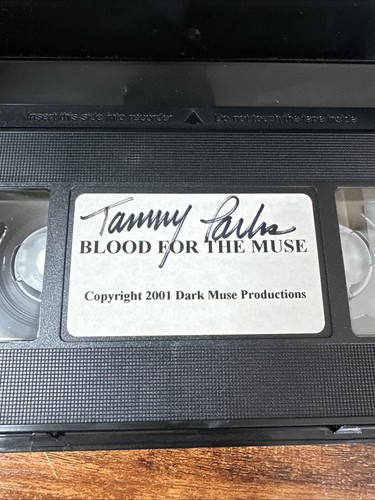 Insert this side into recorder Do not touch the tape inside
Tammy Parks
BLOOD FOR THE MUSE
Copyright 2001 Dark Muse Productions